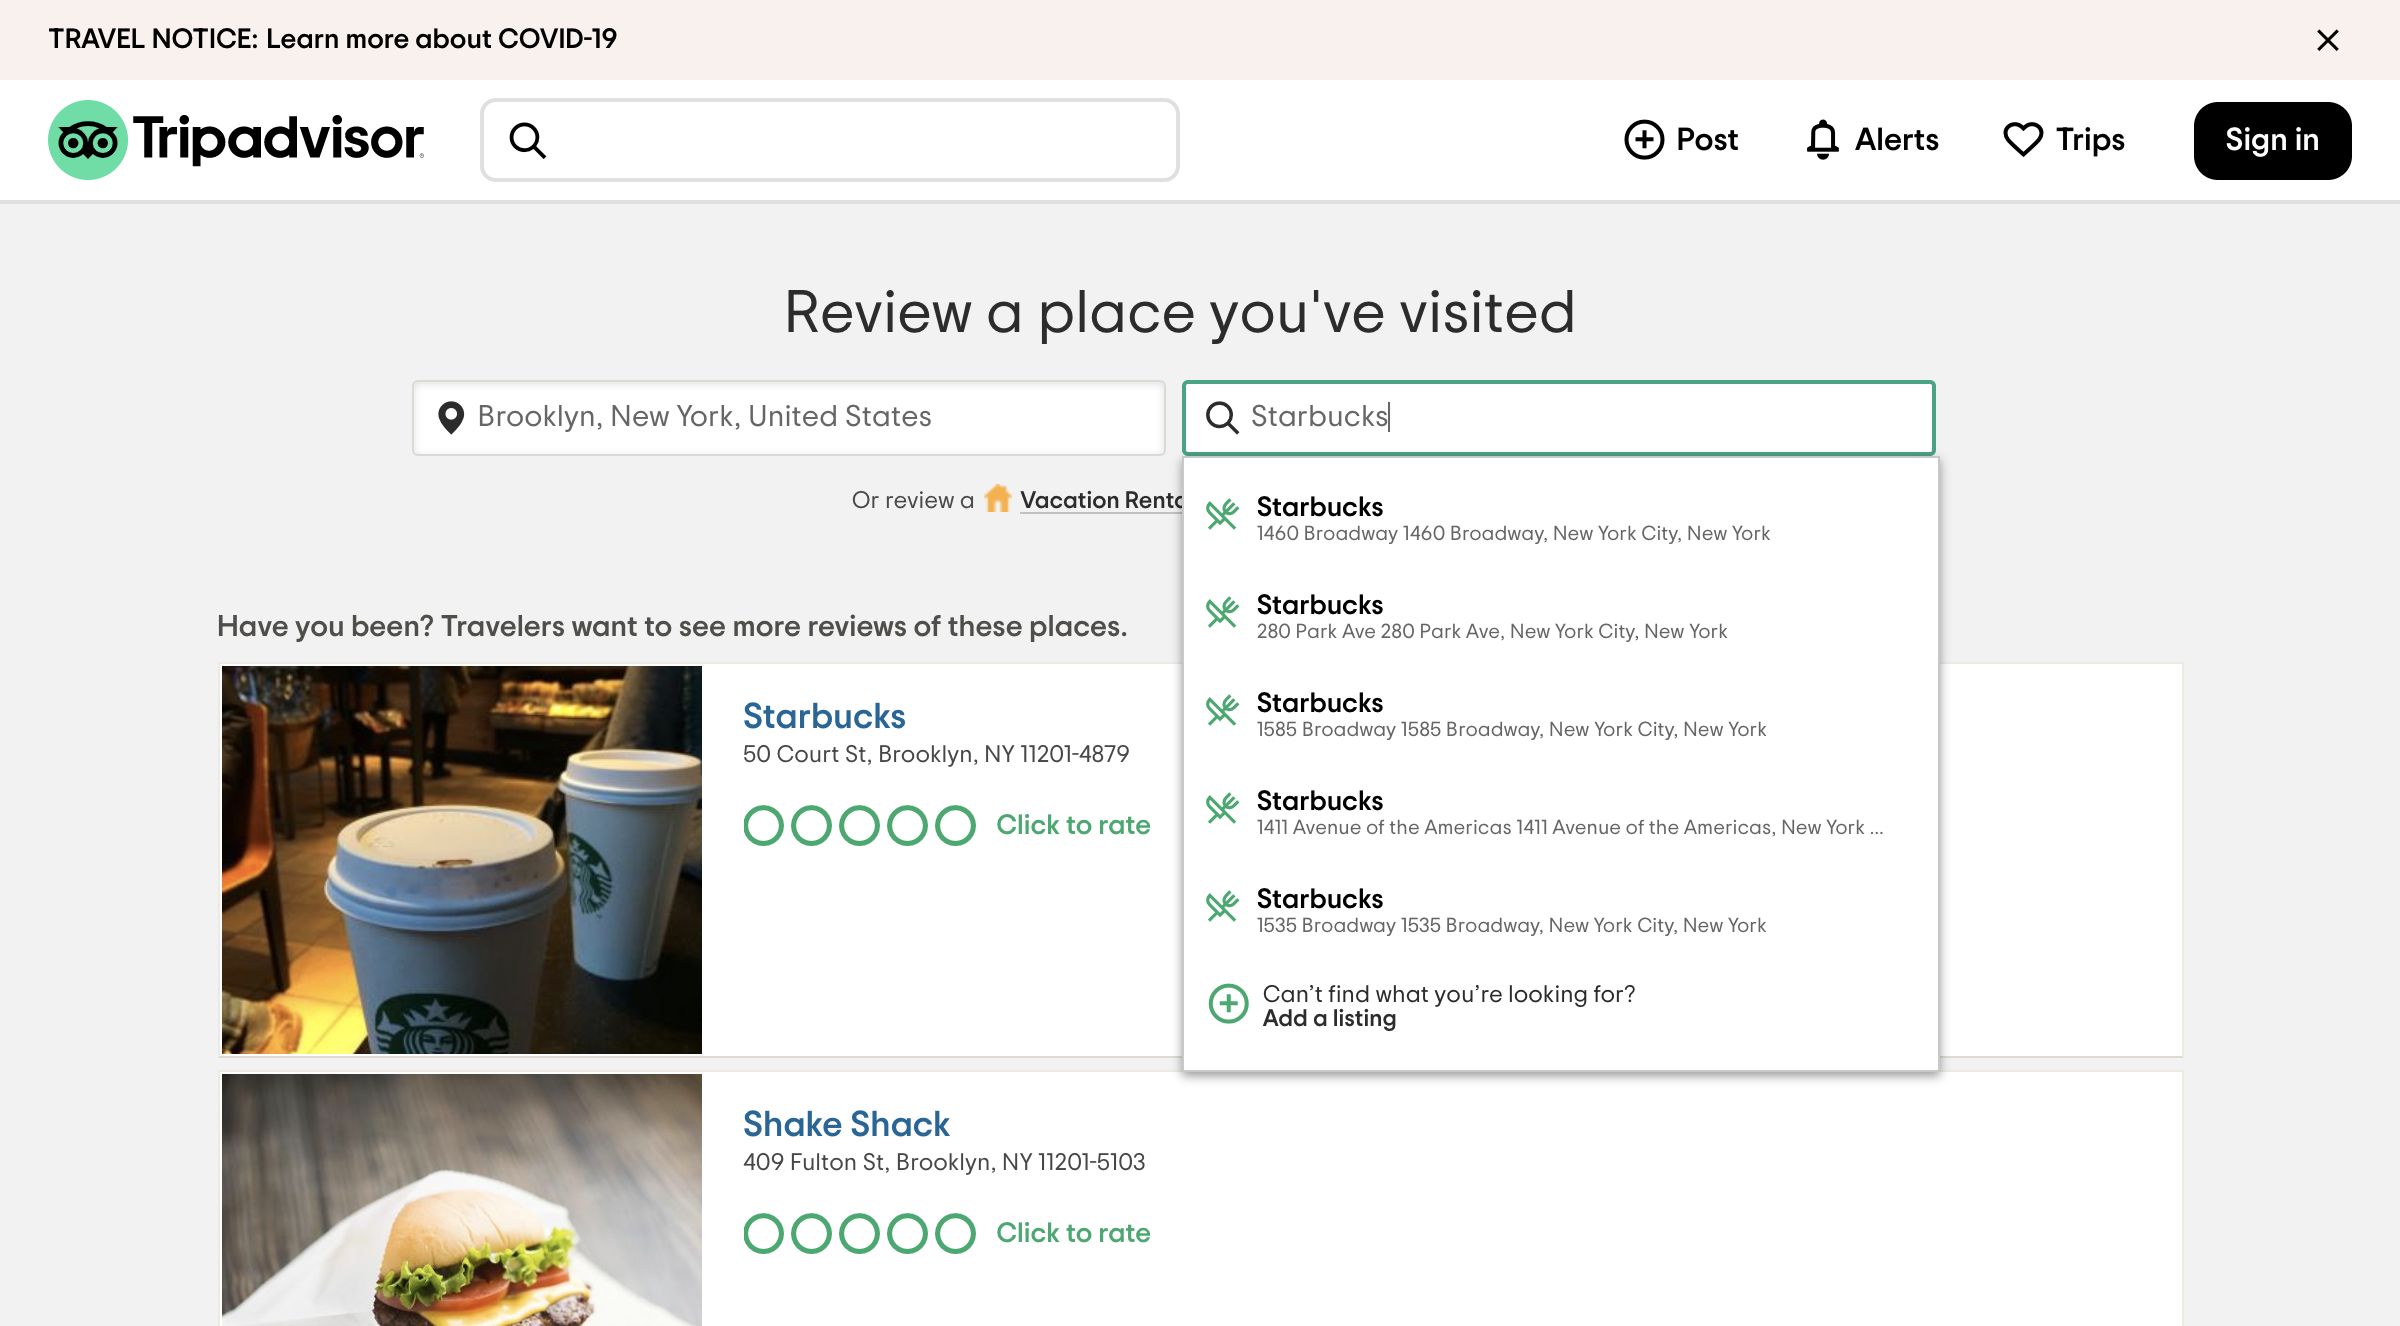 TRAVEL NOTICE: Learn more about COVID-19
Tripadvisor
Post
Alerts
Trips
Sign in
Review a place you've visited
Brooklyn, New York, United States
Starbucks
Or review a Vacation
Starbucks
1460 Broadway 1460 Broadway, New York City, New York
Starbucks
280 Park Ave 280 Park Ave, New York City, New York
Starbucks
1585 Broadway 1585 Broadway, New York City, New York
Starbucks
1411 Avenue of the Americas 1411 Avenue of the Americas, New York ...
Starbucks
1535 Broadway 1535 Broadway, New York City, New York
Can’t find what you’re looking for?
Add a listing
Have you been? Travelers want to see more reviews of these places.
Starbucks
50 Court St, Brooklyn, NY 11201-4879
Click to rate
Shake Shack
409 Fulton St, Brooklyn, NY 11201-5103
Click to rate